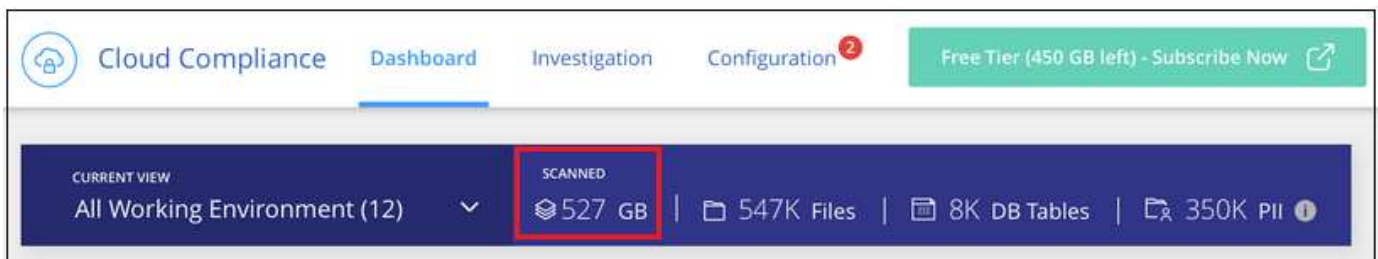 Cloud Compliance Dashboard Investigation Configuration 2 Free Tier (450 GB left) - Subscribe Now
CURRENT VIEW SCANNED
All Working Environment (12) 527 GB | 547K Files | 8K DB Tables | 350K PII i